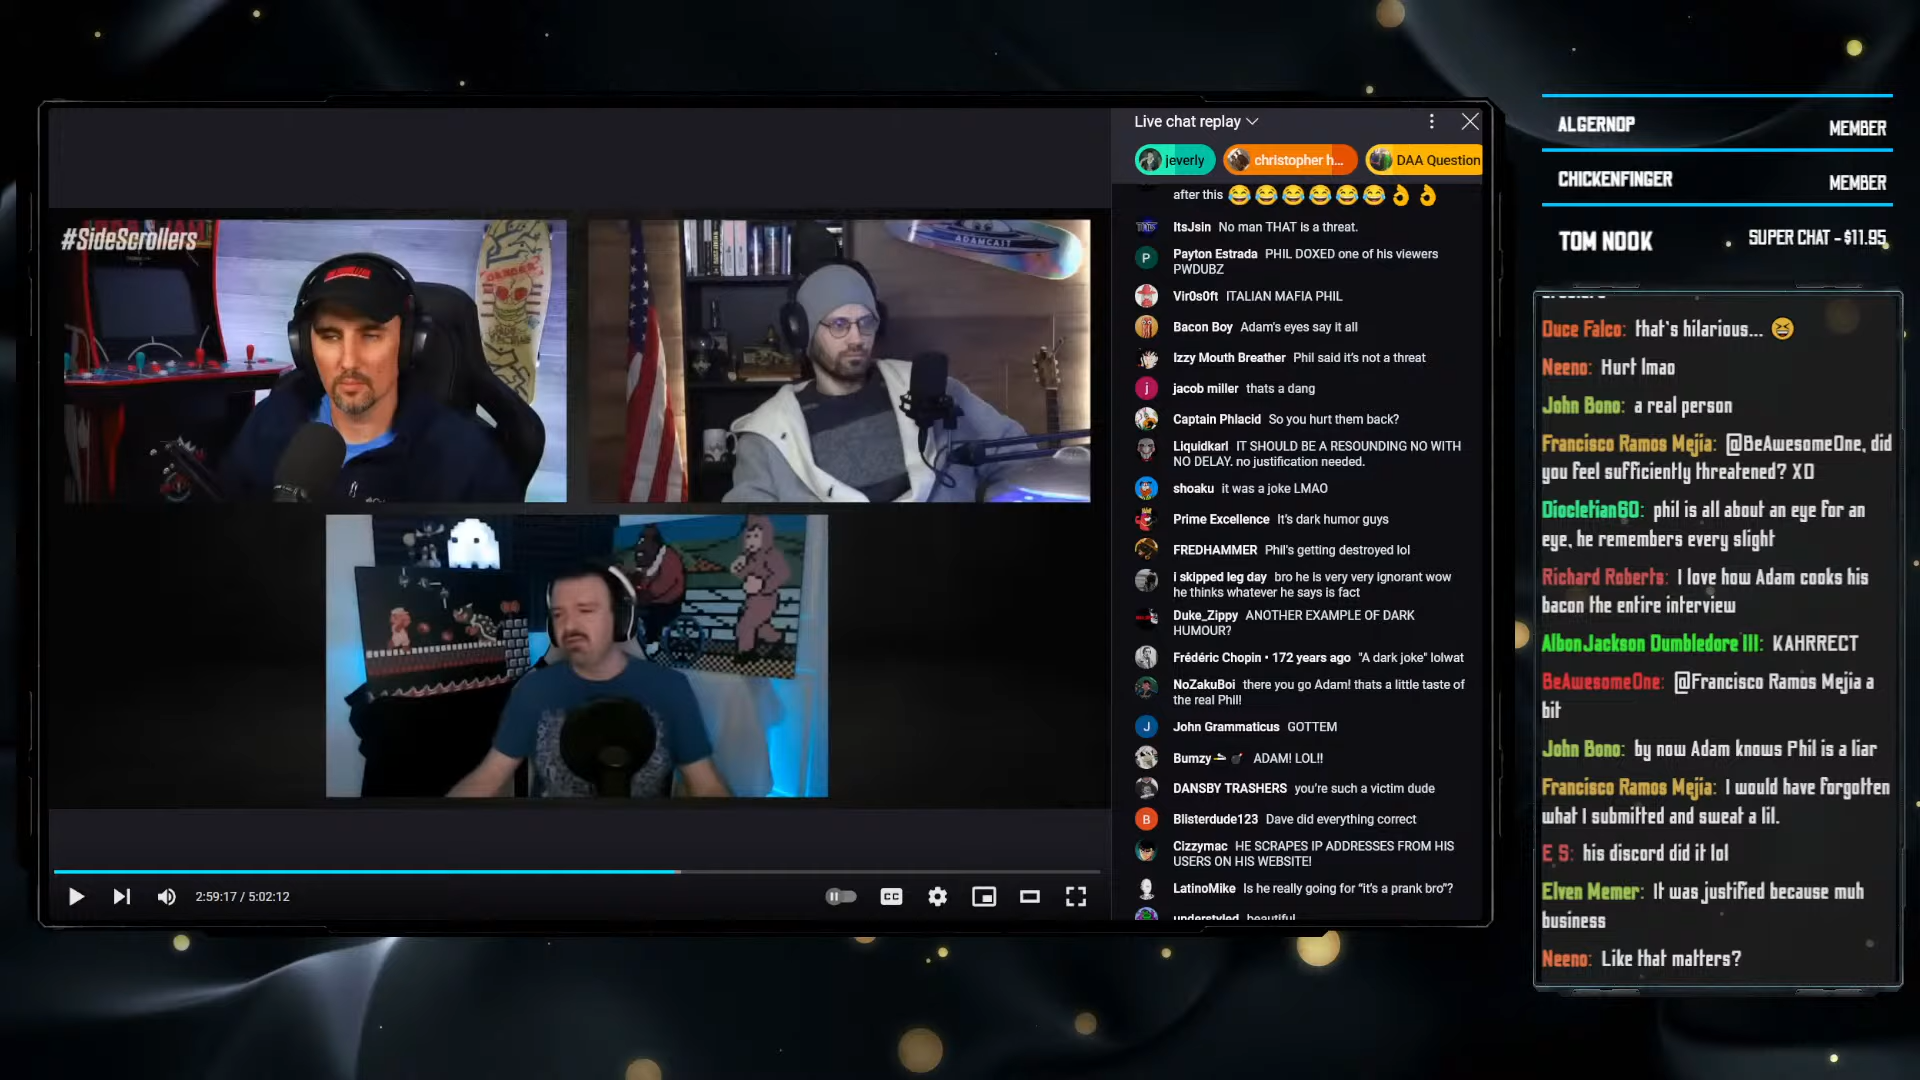 #SideScrollers
ADAMCAST
2:59:17 / 5:02:12
CC
Live chat replay
jeverly
christopher h...
DAA Question
after this 😂😂😂😂😂😂👌👌
ItsJsin No man THAT is a threat.
P
Payton Estrada PHIL DOXED one of his viewers
PWDUBZ
Vir0s0ft ITALIAN MAFIA PHIL
Bacon Boy Adam's eyes say it all
Izzy Mouth Breather Phil said it's not a threat
j
jacob miller thats a dang
Captain Phlacid So you hurt them back?
Liquidkarl IT SHOULD BE A RESOUNDING NO WITH
NO DELAY. no justification needed.
shoaku it was a joke LMAO
Prime Excellence It's dark humor guys
FREDHAMMER Phil's getting destroyed lol
i skipped leg day bro he is very very ignorant wow
he thinks whatever he says is fact
Duke_Zippy ANOTHER EXAMPLE OF DARK
HUMOUR?
Frédéric Chopin • 172 years ago "A dark joke" lolwat
NoZakuBoi there you go Adam! thats a little taste of
the real Phil!
J
John Grammaticus GOTTEM
Bumzy ADAM! LOL!!
DANSBY TRASHERS you're such a victim dude
B
Blisterdude123 Dave did everything correct
Cizzymac HE SCRAPES IP ADDRESSES FROM HIS
USERS ON HIS WEBSITE!
LatinoMike Is he really going for "it's a prank bro"?
understyled beautiful
ALGERNOP MEMBER
CHICKENFINGER MEMBER
TOM NOOK SUPER CHAT - $11.95
Duce Falco: that's hilarious... 😆
Neeno: Hurt lmao
John Bono: a real person
Francisco Ramos Mejia: @BeAwesomeOne, did
you feel sufficiently threatened? XD
Diocletian60: phil is all about an eye for an
eye, he remembers every slight
Richard Roberts: I love how Adam cooks his
bacon the entire interview
AlbonJackson Dumbledore III: KAHRRECT
BeAwesomeOne: @Francisco Ramos Mejia a
bit
John Bono: by now Adam knows Phil is a liar
Francisco Ramos Mejia: I would have forgotten
what I submitted and sweat a lil.
E S: his discord did it lol
Elven Memer: It was justified because muh
business
Neeno: Like that matters?